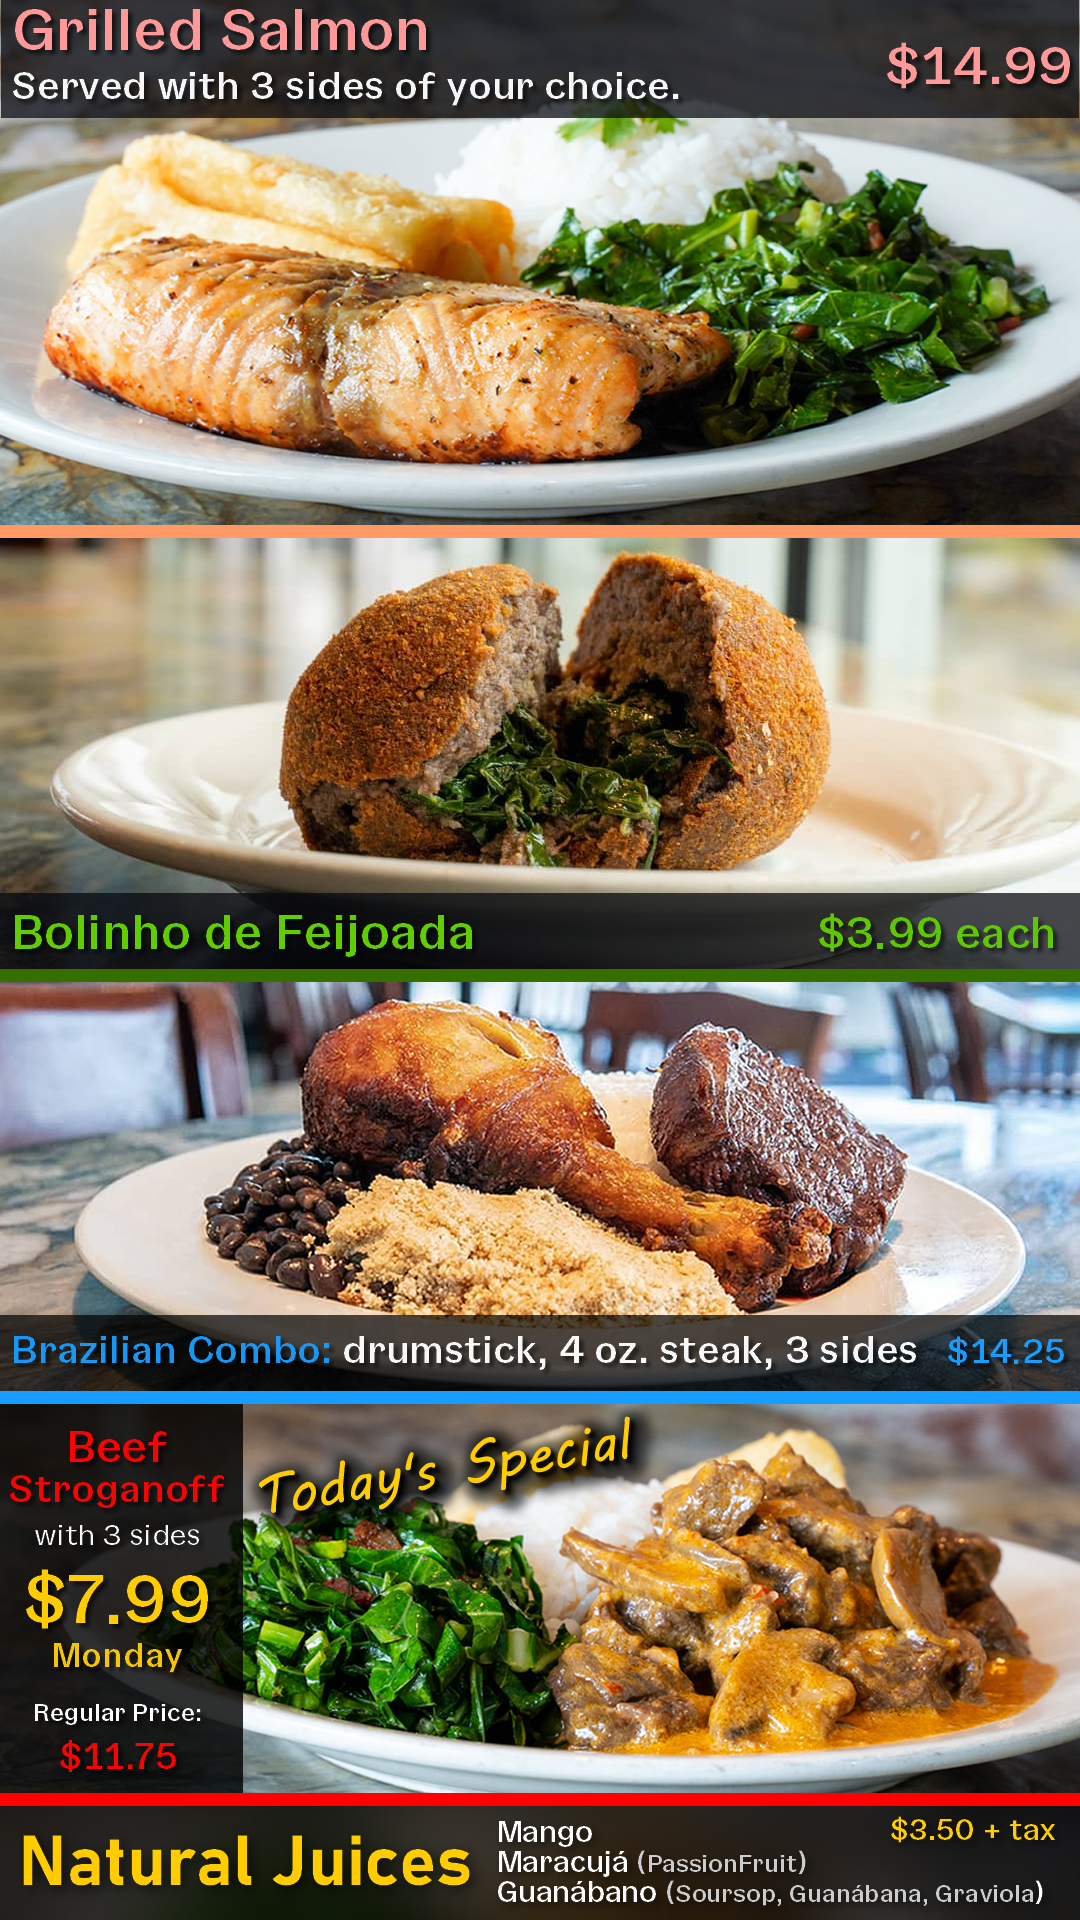 Grilled Salmon
Served with 3 sides of your choice.
$14.99
Bolinho de Feijoada
$3.99 each
Brazilian Combo: drumstick, 4 oz. steak, 3 sides $14.25
Today's Special
Beef
Stroganoff
with 3 sides
$7.99
Monday
Regular Price:
$11.75
Natural Juices
Mango
Maracujá (PassionFruit)
Guanábano (Soursop, Guanábana, Graviola)
$3.50 + tax